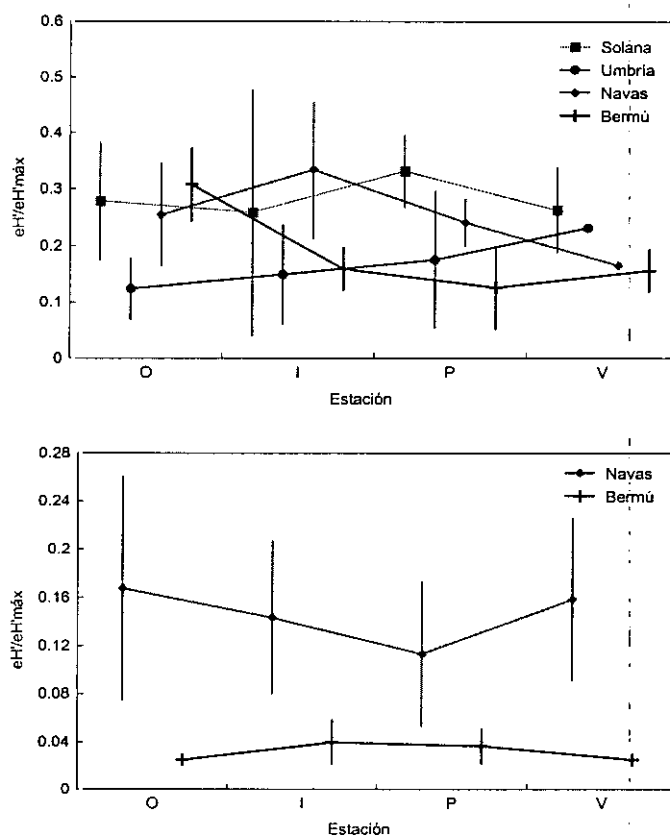 0.6
0.5
0.4
0.3
0.2
0.1
0
eH'/eH'máx
Solana
Umbría
Navas
Bermú
O I P V
Estación
0.28
0.24
0.2
0.16
0.12
0.08
0.04
0
eH'/eH'máx
Navas
Bermú
O I P V
Estación